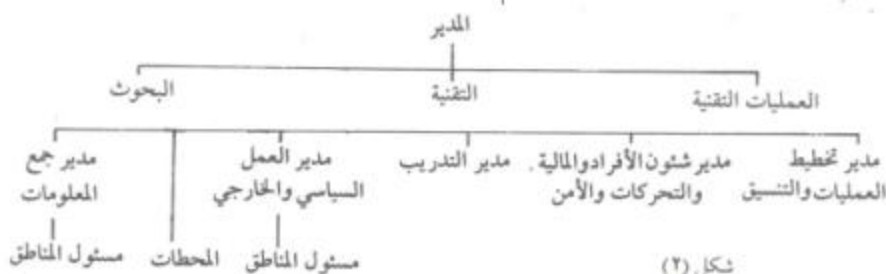 المدير
العمليات التقنية التقنية البحوث
مدير تخطيط العمليات والتنسيق
مدير شئون الأفراد والمالية والتحركات والأمن
مدير التدريب
مدير العمل السياسي والخارجي
مدير جمع المعلومات
مسئول المناطق المحطات مسئول المناطق
شكل (٢)